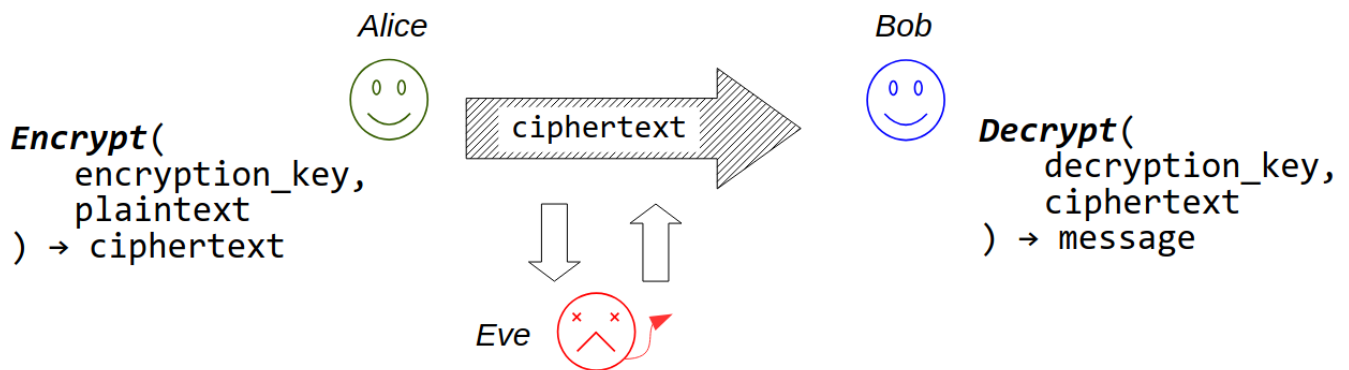 Alice
Bob
Encrypt(
encryption_key,
plaintext
) → ciphertext
ciphertext
Decrypt(
decryption_key,
ciphertext
) → message
Eve